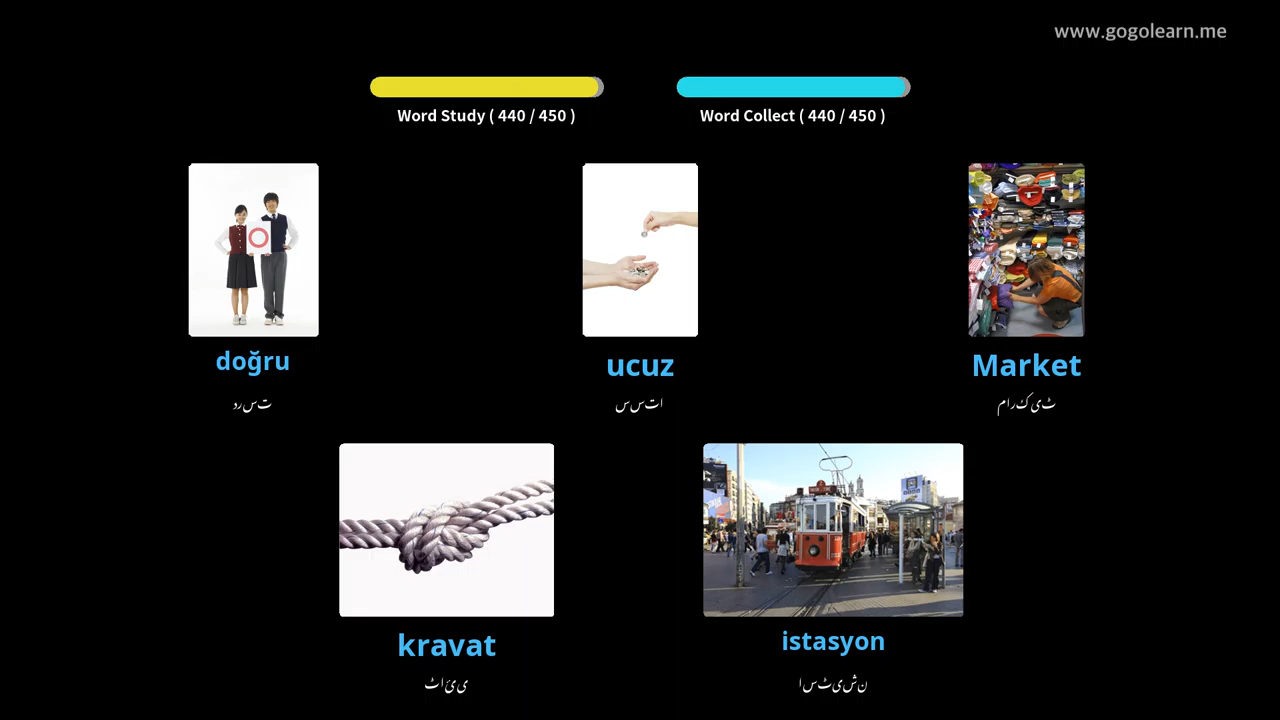 www.gogolearn.me
Word Study ( 440 / 450 )
Word Collect ( 440 / 450 )
doğru
ucuz
Market
درست
سستا
مارکیٹ
kravat
istasyon
ٹائی
اسٹیشن